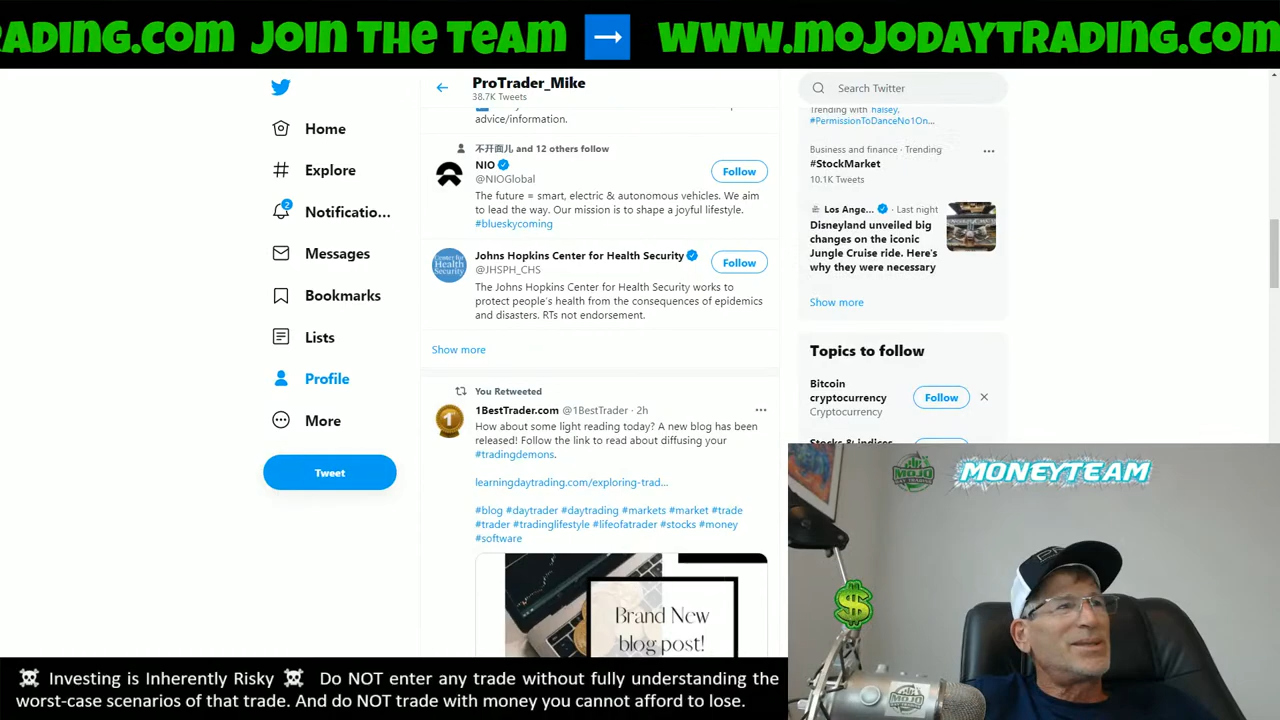 RADING.COM JOIN THE TEAM ➡ WWW.MOJODAYTRADING.COM
ProTrader_Mike
38.7K Tweets
Home
Explore
2
Notificatio...
Messages
Bookmarks
Lists
Profile
More
Tweet
advice/information.
不开面儿 and 12 others follow
NIO
@NIOGlobal
Follow
The future = smart, electric & autonomous vehicles. We aim
to lead the way. Our mission is to shape a joyful lifestyle.
#blueskycoming
Johns Hopkins Center for Health Security
@JHSPH_CHS
Follow
The Johns Hopkins Center for Health Security works to
protect people's health from the consequences of epidemics
and disasters. RTs not endorsement.
Show more
You Retweeted
1BestTrader.com @1BestTrader · 2h
How about some light reading today? A new blog has been
released! Follow the link to read about diffusing your
#tradingdemons.
learningdaytrading.com/exploring-trad...
#blog #daytrader #daytrading #markets #market #trade
#trader #tradinglifestyle #lifeofatrader #stocks #money
#software
Brand New
blog post!
Search Twitter
Trending with halsey,
#PermissionToDanceNo1On...
Business and finance · Trending
#StockMarket
10.1K Tweets
Los Ange... · Last night
Disneyland unveiled big
changes on the iconic
Jungle Cruise ride. Here's
why they were necessary
Show more
Topics to follow
Bitcoin
cryptocurrency
Cryptocurrency
Follow
Stocks & indices
MOJO
DAY TRADING
MONEYTEAM
$
MOJO
☠ Investing is Inherently Risky ☠ Do NOT enter any trade without fully understanding the
worst-case scenarios of that trade. And do NOT trade with money you cannot afford to lose.